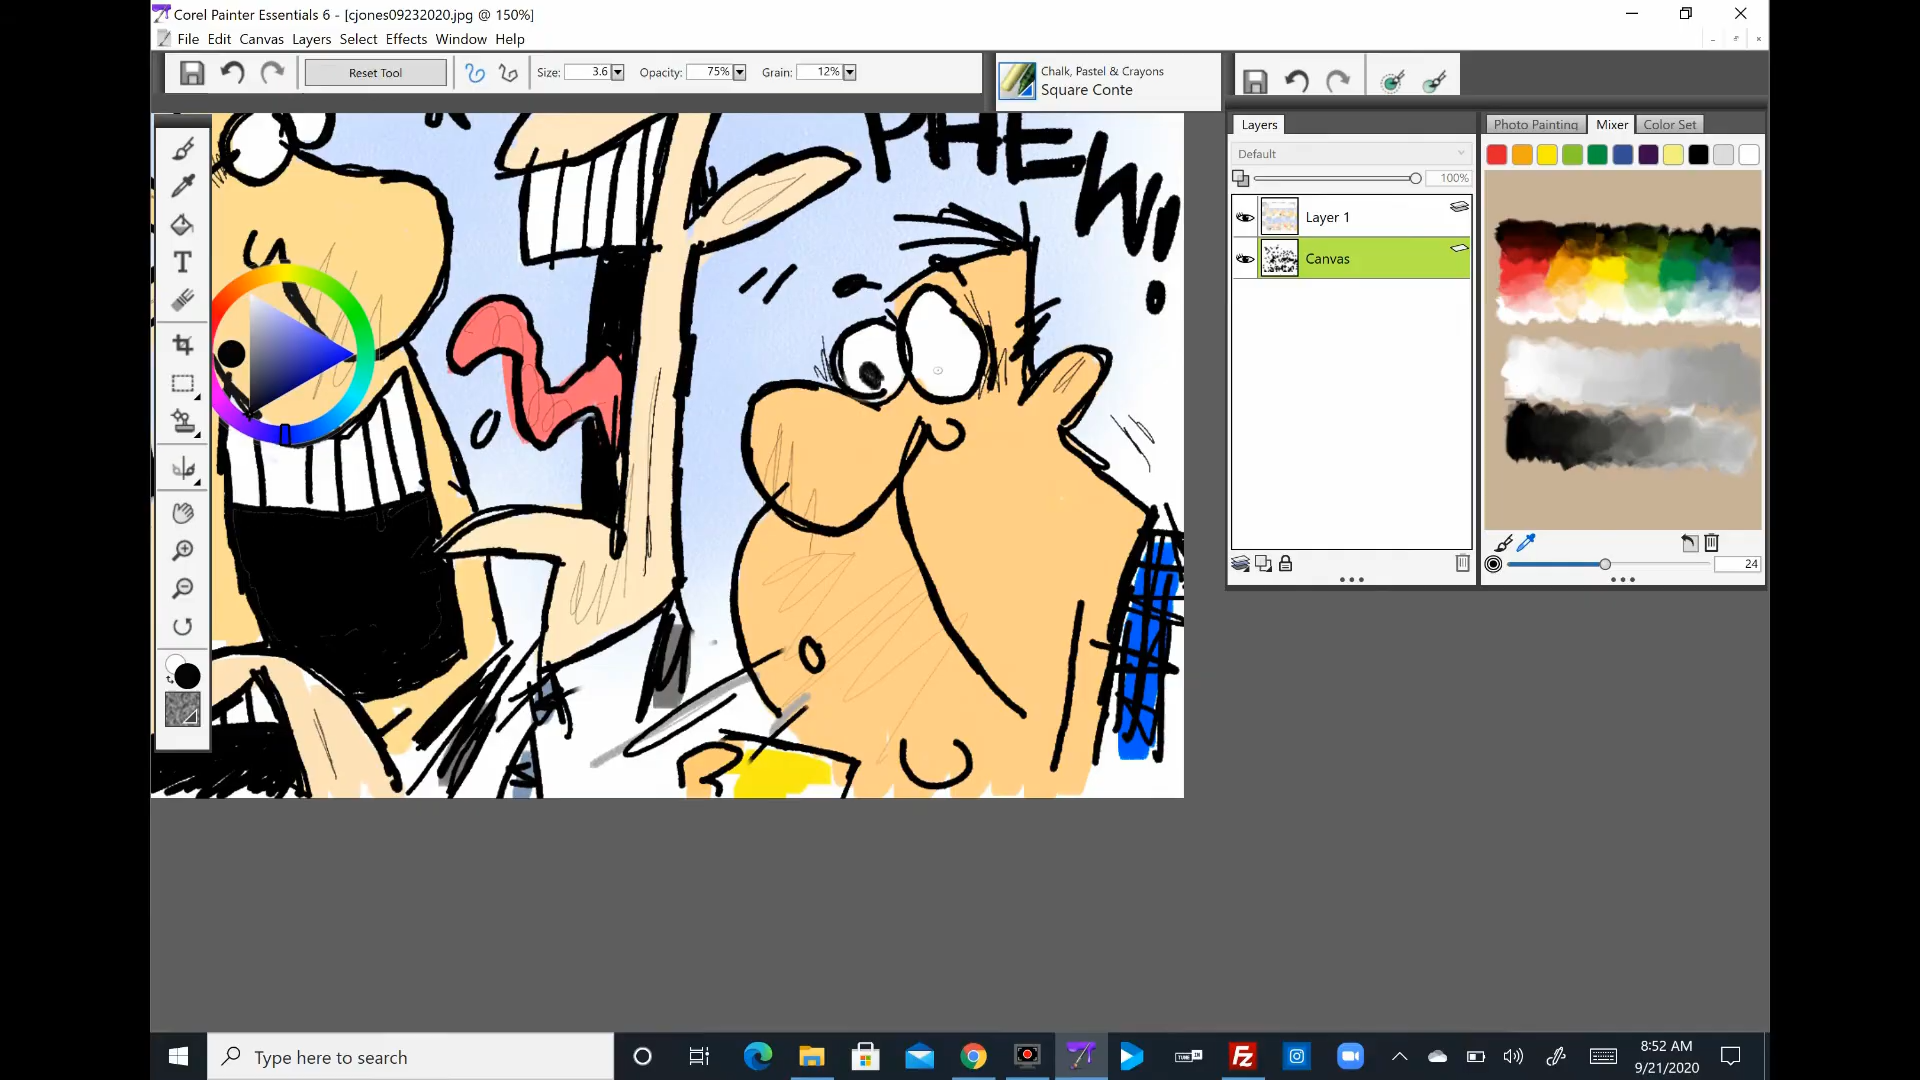 Corel Painter Essentials 6 - [cjones09232020.jpg @ 150%]
File Edit Canvas Layers Select Effects Window Help
Reset Tool Size: 3.6 Opacity: 75% Grain: 12%
Chalk, Pastel & Crayons
Square Conte
Layers
Photo Painting Mixer Color Set
Default
100%
Layer 1
Canvas
24
PHEW!
Type here to search
8:52 AM
9/21/2020